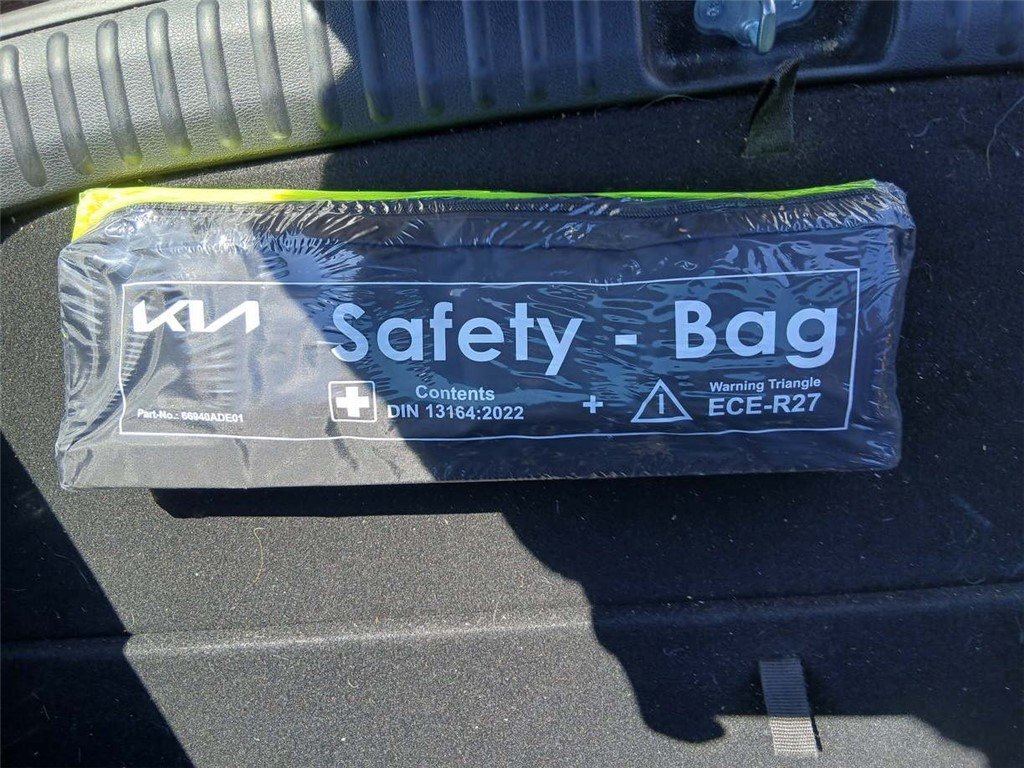 KIA
Safety - Bag
Contents
DIN 13164:2022
+
Warning Triangle
ECE-R27
Part-No.: 66940ADE01